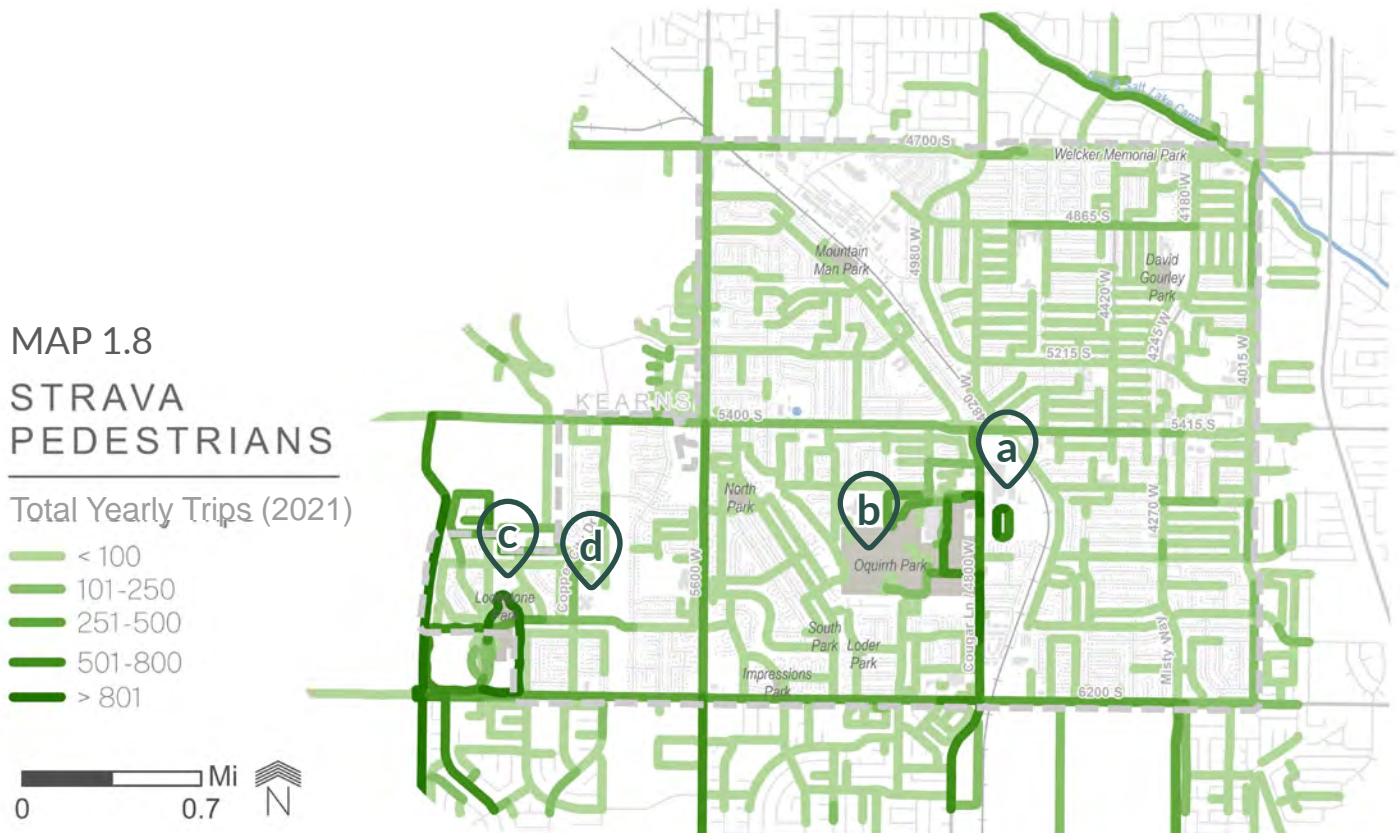 MAP 1.8
STRAVA
PEDESTRIANS
Total Yearly Trips (2021)
< 100
101-250
251-500
501-800
> 801
Mi
0
0.7
N
4700 S
Welcker Memorial Park
4865 S
4180 W
4980 W
Mountain
Man Park
David
Gourley
Park
4420 W
4245 W
5215 S
4015 W
KEARNS
5400 S
4820 W
5415 S
a
North
Park
b
4270 W
c
d
Oquirrh Park
5600 W
4800 W
Cougar Ln
South
Park
Loder
Park
Misty Way
Impressions
Park
6200 S